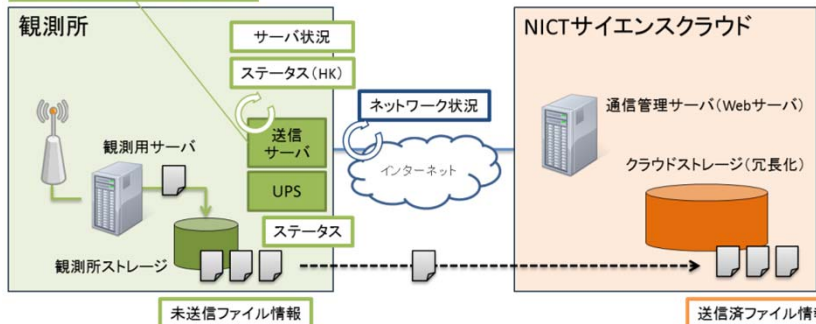 観測所
サーバ状況
ステータス(HK)
送信
サーバ
UPS
ステータス
観測用サーバ
観測所ストレージ
未送信ファイル情報
ネットワーク状況
インターネット
NICTサイエンスクラウド
通信管理サーバ(Webサーバ)
クラウドストレージ(冗長化)
送信済ファイル情